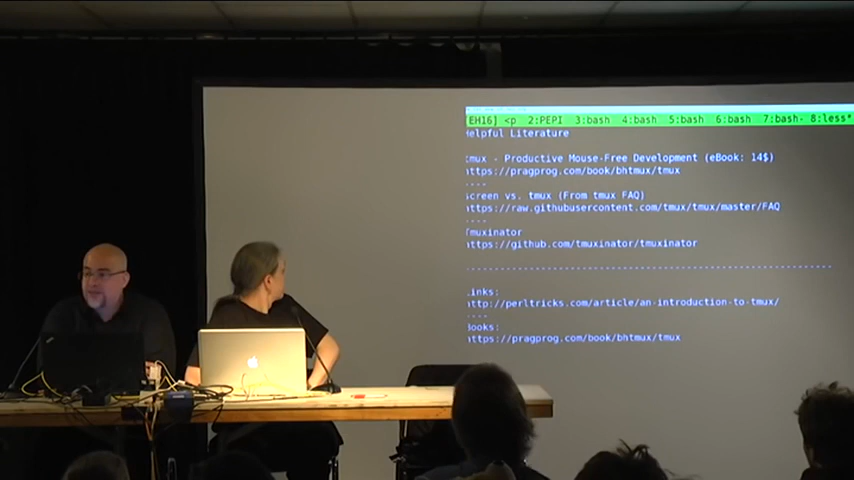 [EH16] <p 2:PEPI 3:bash 4:bash 5:bash 6:bash 7:bash- 8:less*
elpful Literature
mux - Productive Mouse-Free Development (eBook: 14$)
ttps://pragprog.com/book/bhtmux/tmux
----
creen vs. tmux (From tmux FAQ)
ttps://raw.githubusercontent.com/tmux/tmux/master/FAQ
----
muxinator
ttps://github.com/tmuxinator/tmuxinator
--------------------------------------------------------------
inks:
ttp://perltricks.com/article/an-introduction-to-tmux/
----
ooks:
ttps://pragprog.com/book/bhtmux/tmux